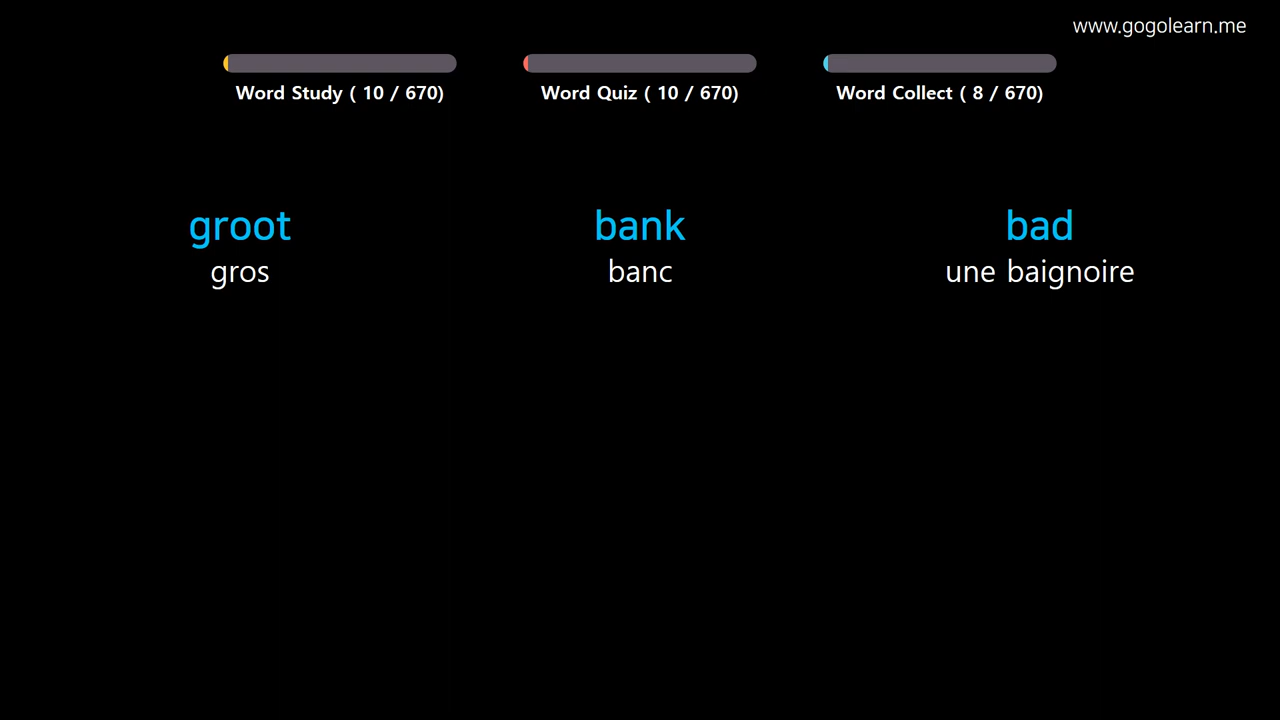 www.gogolearn.me
Word Study ( 10 / 670)
Word Quiz ( 10 / 670)
Word Collect ( 8 / 670)
groot
gros
bank
banc
bad
une baignoire